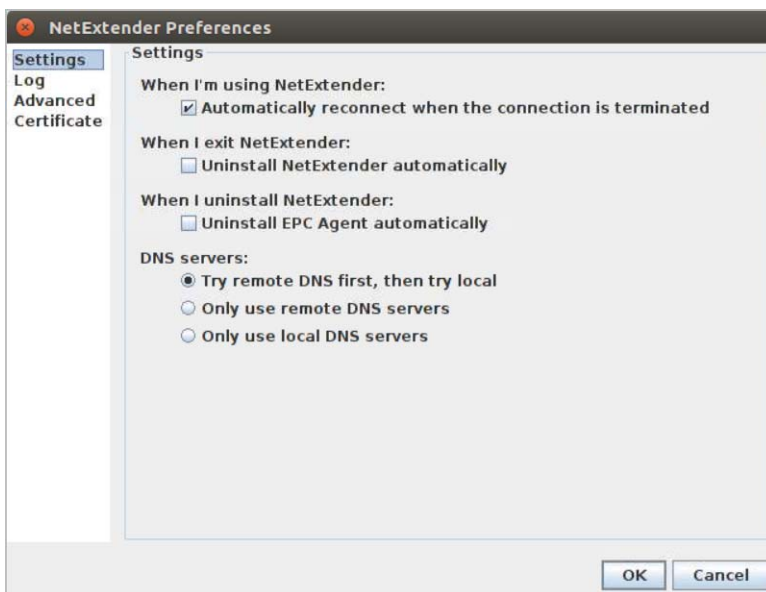 NetExtender Preferences
Settings
Log
Advanced
Certificate
Settings
When I'm using NetExtender:
Automatically reconnect when the connection is terminated
When I exit NetExtender:
Uninstall NetExtender automatically
When I uninstall NetExtender:
Uninstall EPC Agent automatically
DNS servers:
Try remote DNS first, then try local
Only use remote DNS servers
Only use local DNS servers
OK Cancel